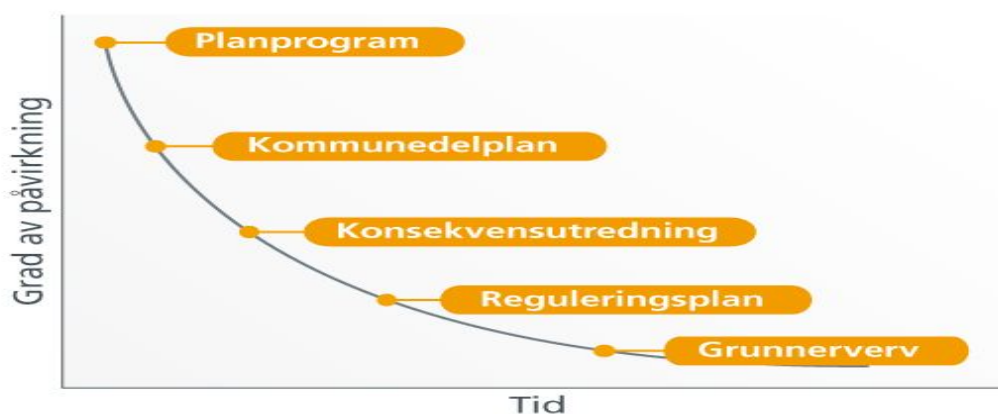 Grad av påvirkning
Planprogram
Kommunedelplan
Konsekvensutredning
Reguleringsplan
Grunnerverv
Tid